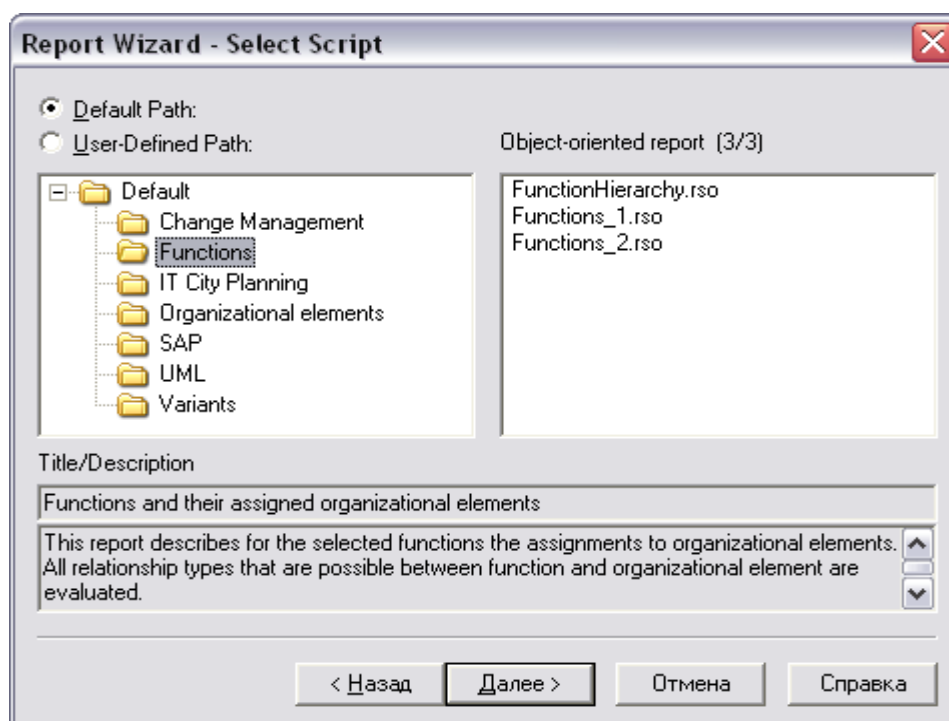 Report Wizard - Select Script
Default Path:
User-Defined Path:
Object-oriented report (3/3)
Default
Change Management
Functions
IT City Planning
Organizational elements
SAP
UML
Variants
FunctionHierarchy.rso
Functions_1.rso
Functions_2.rso
Title/Description
Functions and their assigned organizational elements
This report describes for the selected functions the assignments to organizational elements.
All relationship types that are possible between function and organizational element are
evaluated.
< Назад
Далее >
Отмена
Справка